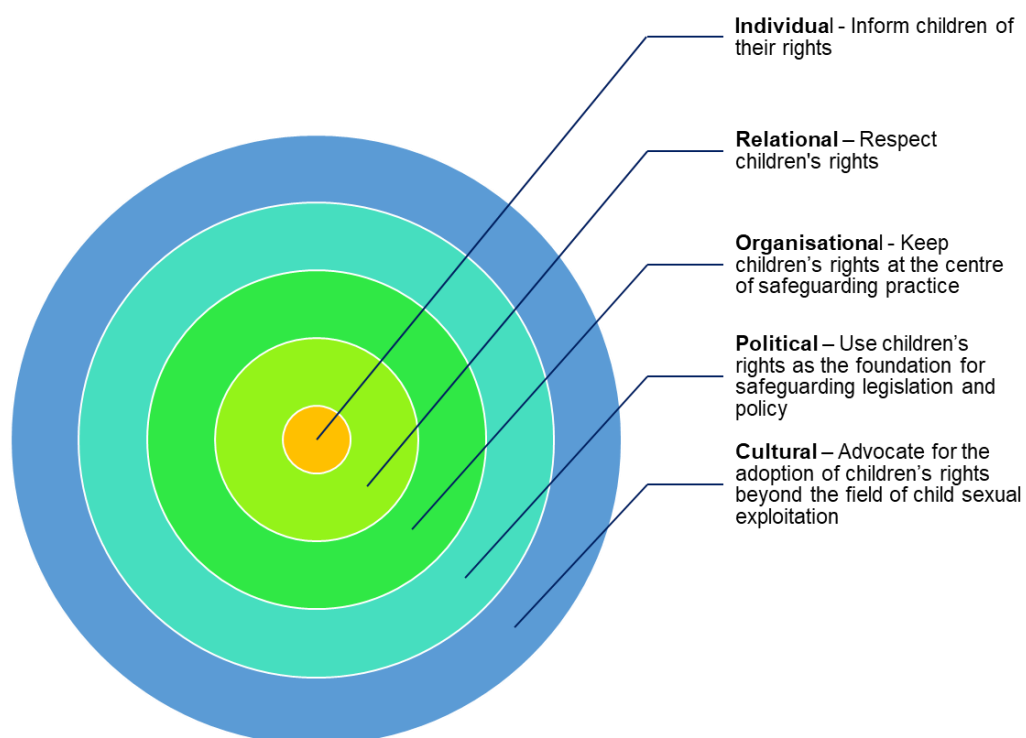 Individual - Inform children of
their rights
Relational – Respect
children's rights
Organisational - Keep
children’s rights at the centre
of safeguarding practice
Political – Use children’s
rights as the foundation for
safeguarding legislation and
policy
Cultural – Advocate for the
adoption of children’s rights
beyond the field of child sexual
exploitation